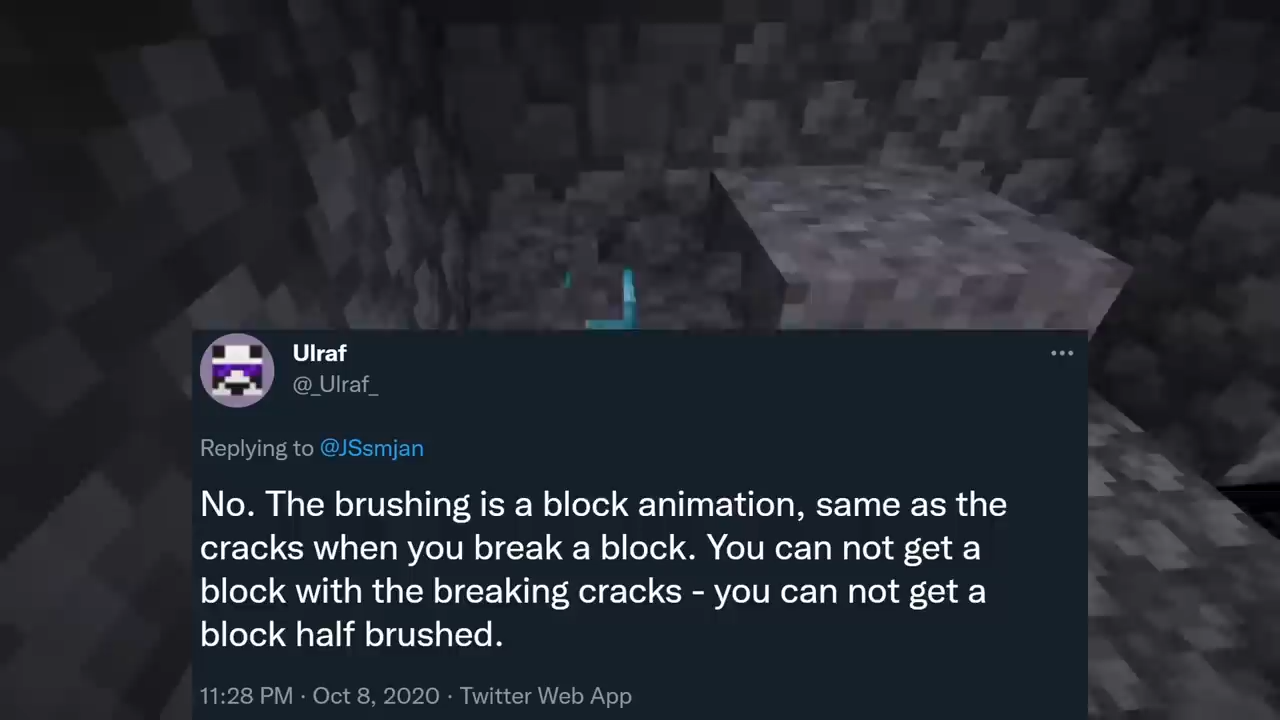 Ulraf
@_Ulraf_
Replying to @JSsmjan
No. The brushing is a block animation, same as the
cracks when you break a block. You can not get a
block with the breaking cracks - you can not get a
block half brushed.
11:28 PM · Oct 8, 2020 · Twitter Web App